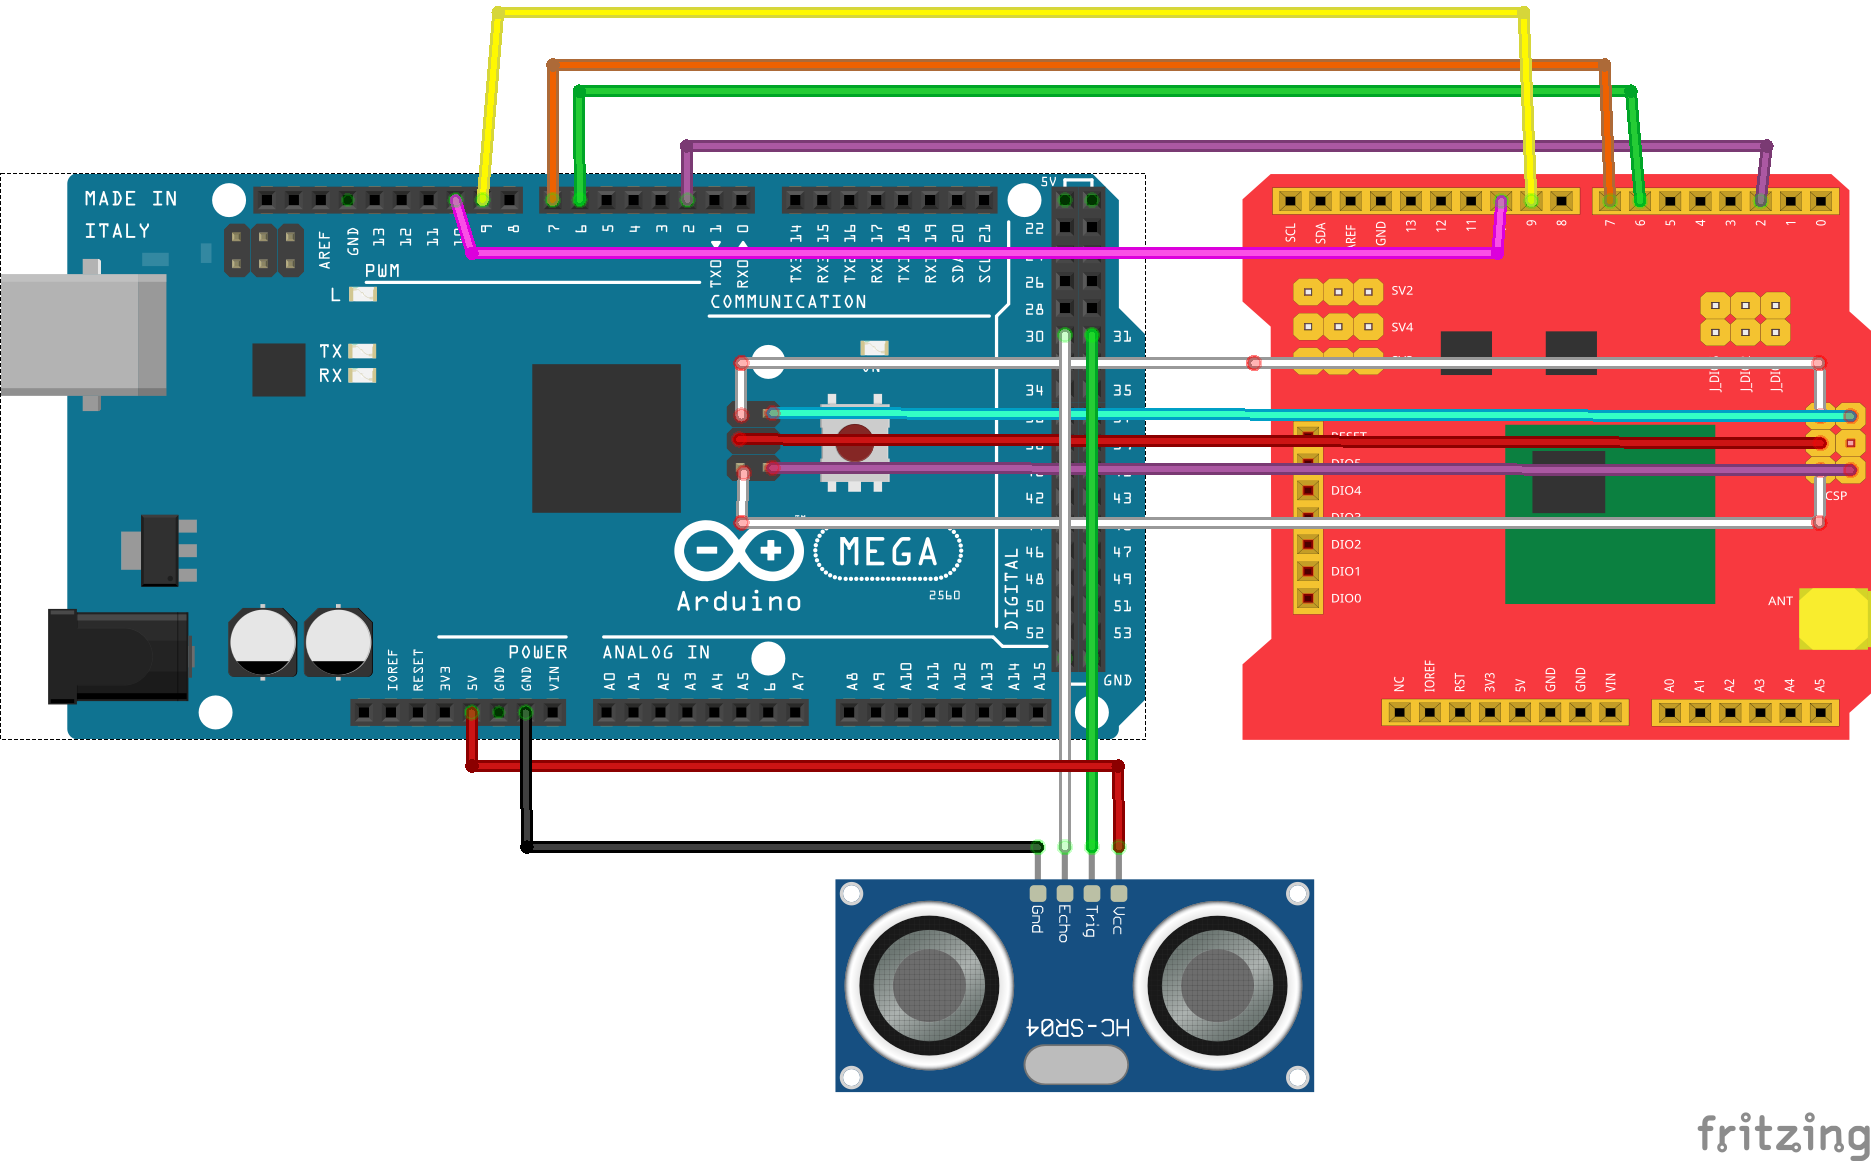 MADE IN
ITALY
AREF
GND
13
12
11
10
9
8
7
6
5
4
3
2
1
0
TX0
RX0
TX3 14
RX3 15
TX2 16
RX2 17
TX1 18
RX1 19
SDA 20
SCL 21
PWM
COMMUNICATION
L
TX
RX
5V
22
26
28
30
31
34
35
42
43
46
47
48
49
50
51
52
53
GND
DIGITAL
MEGA
2560
Arduino
POWER
ANALOG IN
IOREF
RESET
3V3
5V
GND
GND
VIN
A0
A1
A2
A3
A4
A5
6
A7
A8
A9
A10
A11
A12
A13
A14
A15
SCL
SDA
AREF
GND
13
12
11
9
8
7
6
5
4
3
2
1
0
SV2
SV4
RESET
DIO5
DIO4
DIO3
DIO2
DIO1
DIO0
ANT
NC
IOREF
RST
3V3
5V
GND
GND
VIN
A0
A1
A2
A3
A4
A5
Gnd
Echo
Trig
Vcc
HC-SR04
fritzing